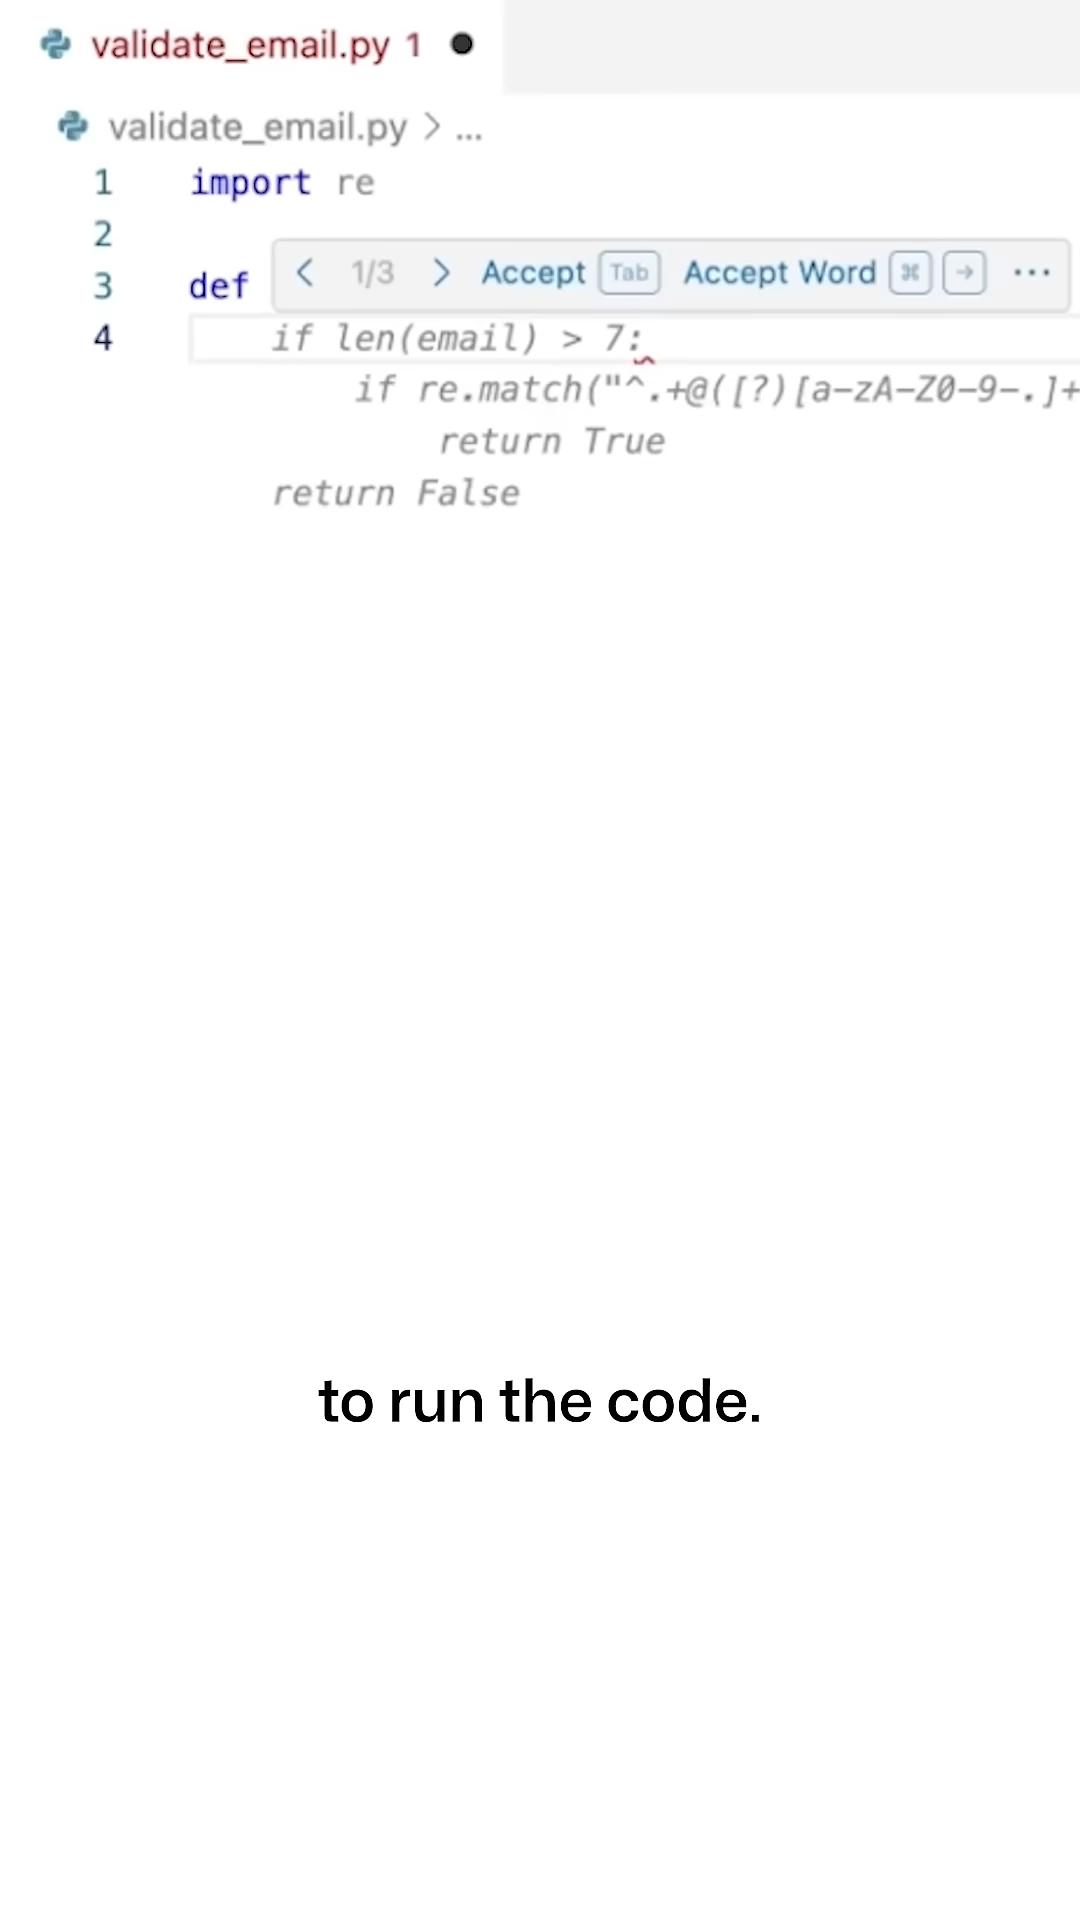 validate_email.py 1
validate_email.py > ...
1 import re
2
< 1/3 > Accept Tab Accept Word ⌘ → ...
3 def
4 if len(email) > 7:
if re.match("^.+@([?)[a-zA-Z0-9-.]+
return True
return False
to run the code.